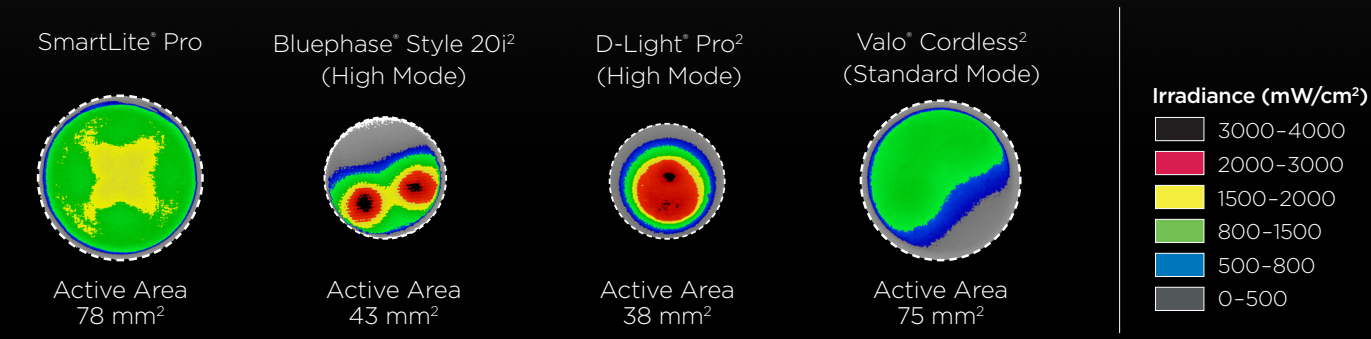 SmartLite® Pro
Bluephase® Style 20i²
(High Mode)
D-Light® Pro²
(High Mode)
Valo® Cordless²
(Standard Mode)
Active Area
78 mm²
Active Area
43 mm²
Active Area
38 mm²
Active Area
75 mm²
Irradiance (mW/cm²)
3000–4000
2000–3000
1500–2000
800–1500
500–800
0–500